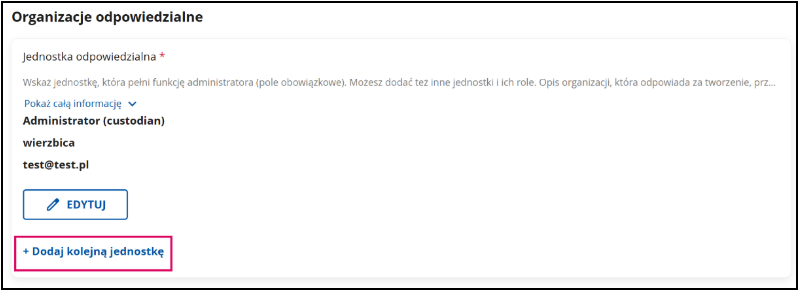 Organizacje odpowiedzialne
Jednostka odpowiedzialna *
Wskaż jednostkę, która pełni funkcję administratora (pole obowiązkowe). Możesz dodać też inne jednostki i ich role. Opis organizacji, która odpowiada za tworzenie, prz...
Pokaż całą informację
Administrator (custodian)
wierzbica
test@test.pl
EDYTUJ
+ Dodaj kolejną jednostkę